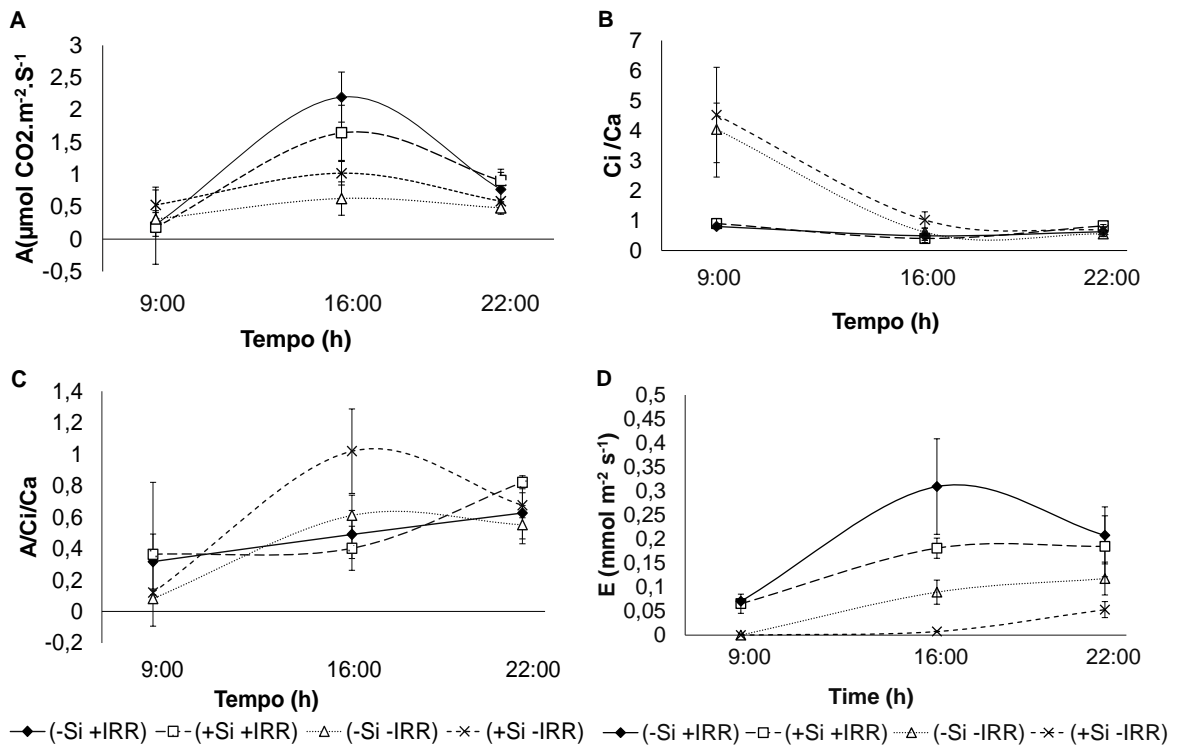 A
A(µmol CO2.m-2.S-1
3
2,5
2
1,5
1
0,5
0
-0,5
9:00 16:00 22:00
Tempo (h)
B
Ci /Ca
7
6
5
4
3
2
1
0
9:00 16:00 22:00
Tempo (h)
C
A/Ci/Ca
1,4
1,2
1
0,8
0,6
0,4
0,2
0
-0,2
9:00 16:00 22:00
Tempo (h)
D
E (mmol m-2 s-1)
0,5
0,45
0,4
0,35
0,3
0,25
0,2
0,15
0,1
0,05
0
9:00 16:00 22:00
Time (h)
(-Si +IRR) (+Si +IRR) (-Si -IRR) (+Si -IRR)
(-Si +IRR) (+Si +IRR) (-Si -IRR) (+Si -IRR)